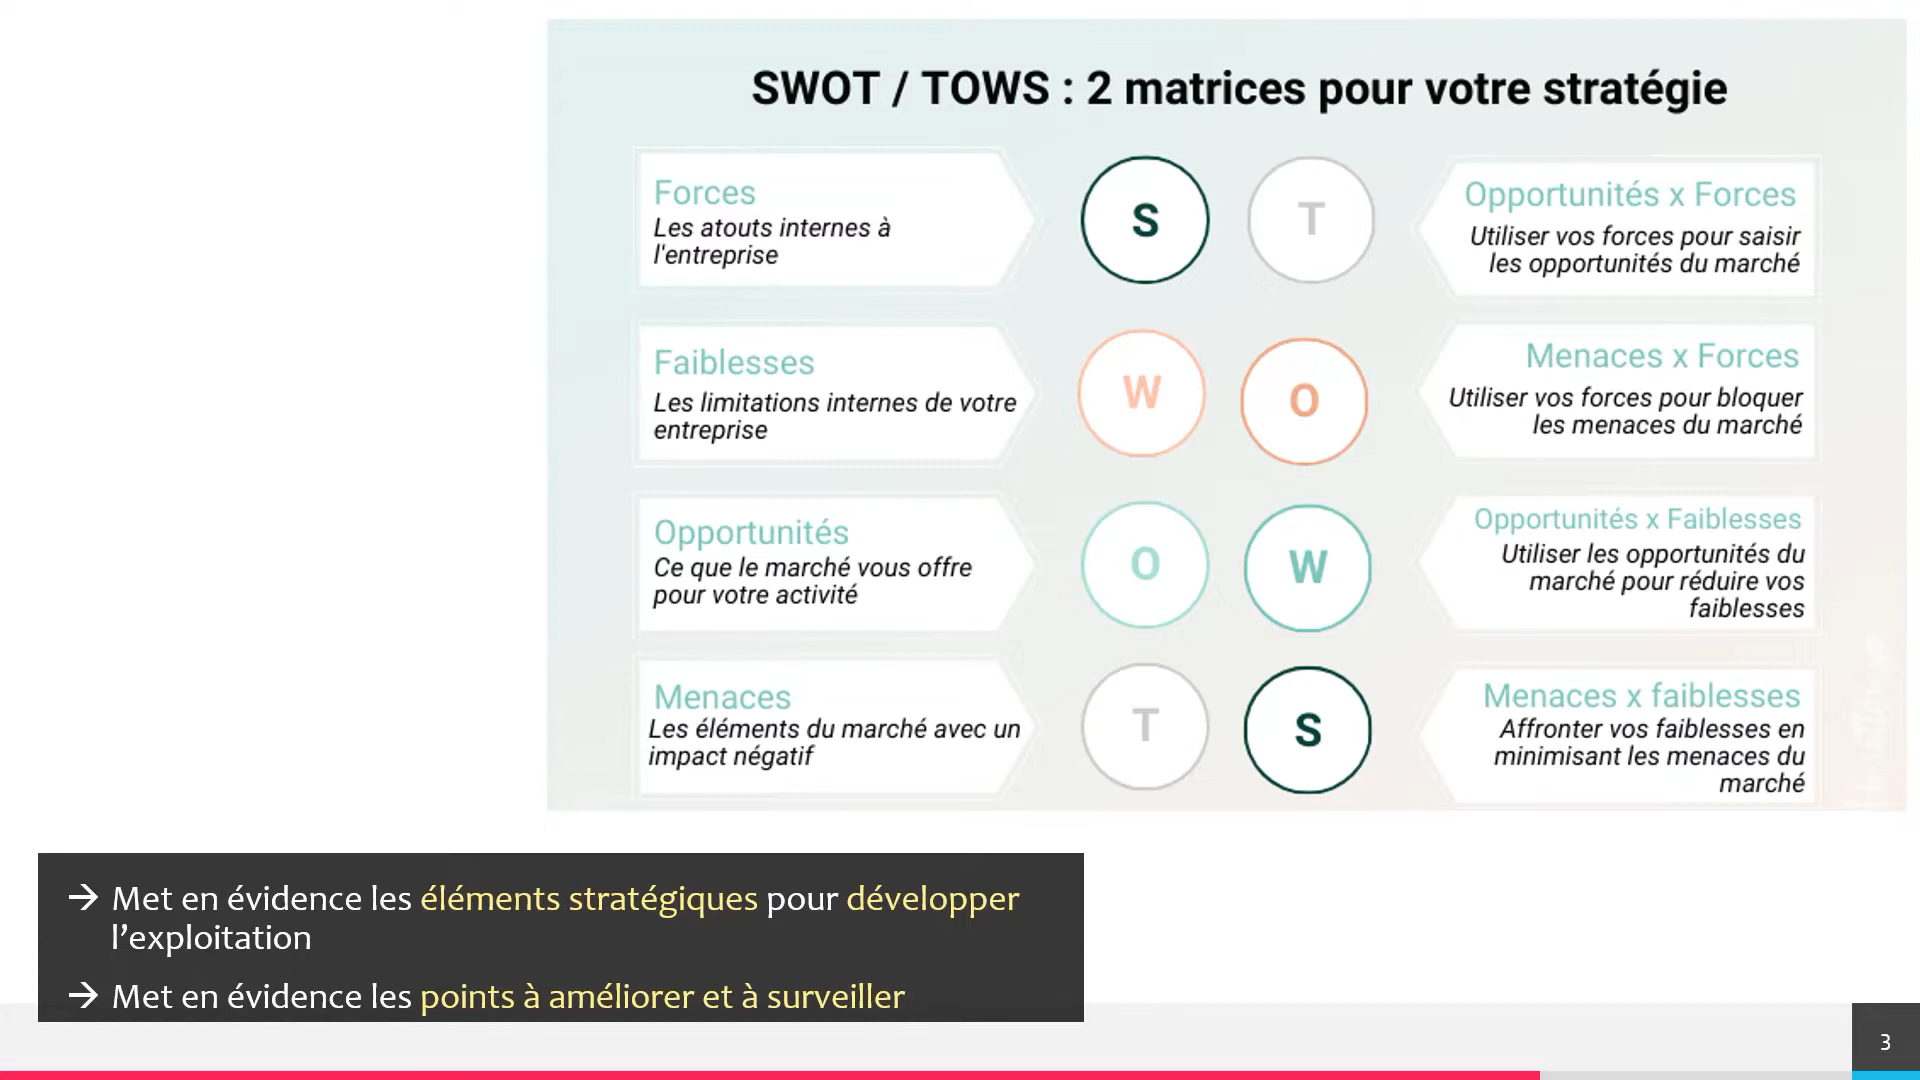 SWOT / TOWS : 2 matrices pour votre stratégie
Forces
Les atouts internes à
l'entreprise
S
T
Opportunités x Forces
Utiliser vos forces pour saisir
les opportunités du marché
Faiblesses
Les limitations internes de votre
entreprise
W
O
Menaces x Forces
Utiliser vos forces pour bloquer
les menaces du marché
Opportunités
Ce que le marché vous offre
pour votre activité
O
W
Opportunités x Faiblesses
Utiliser les opportunités du
marché pour réduire vos
faiblesses
Menaces
Les éléments du marché avec un
impact négatif
T
S
Menaces x faiblesses
Affronter vos faiblesses en
minimisant les menaces du
marché
→ Met en évidence les éléments stratégiques pour développer
l’exploitation
→ Met en évidence les points à améliorer et à surveiller
3